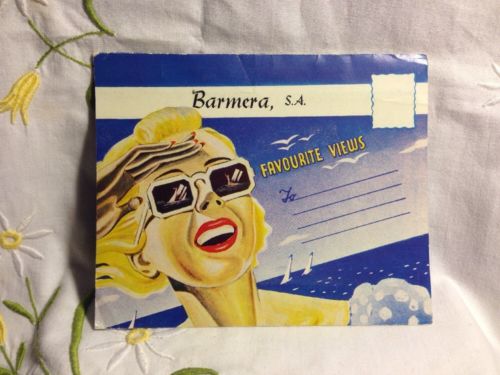 Barmera, S.A.
FAVOURITE VIEWS
To